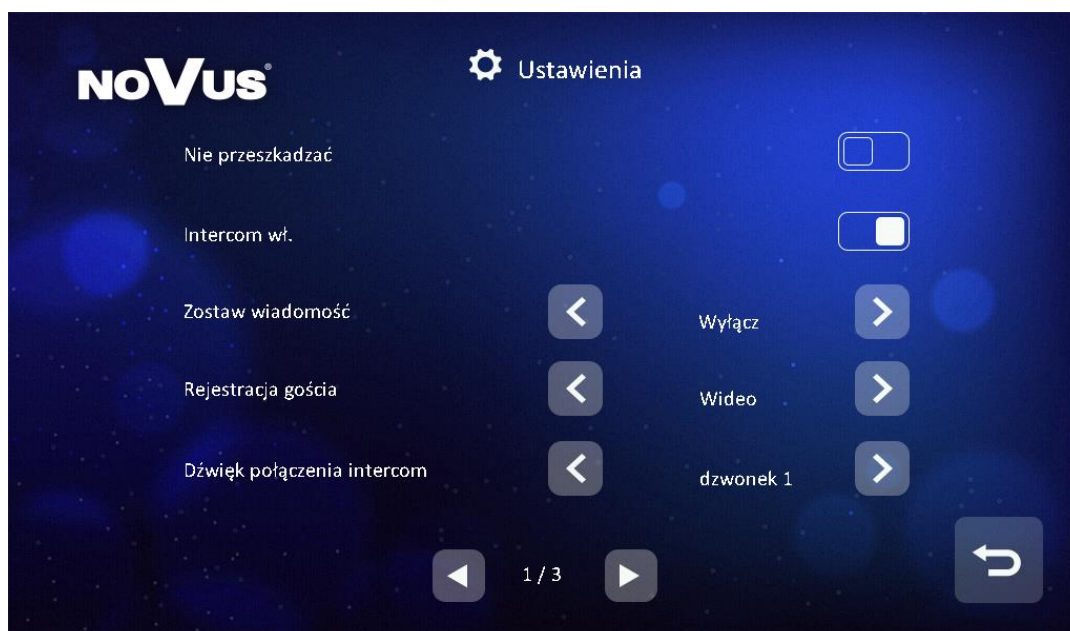 NOVUS®
Ustawienia
Nie przeszkadzać
Intercom wł.
Zostaw wiadomość
Wyłącz
Rejestracja gościa
Wideo
Dźwięk połączenia intercom
dzwonek 1
1 / 3